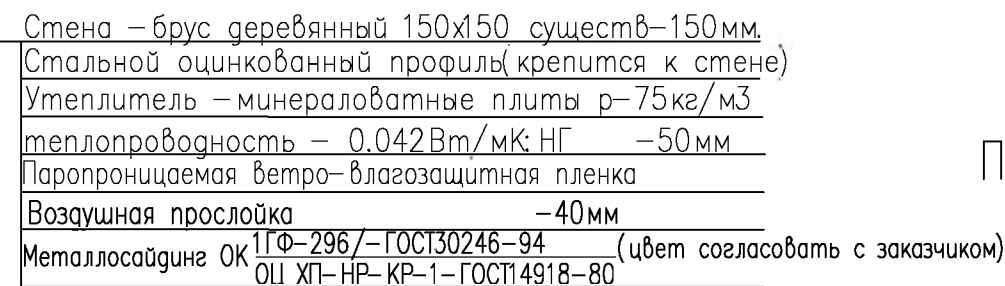 Стена – брус деревянный 150х150 существ–150мм.
Стальной оцинкованный профиль(крепится к стене)
Утеплитель – минераловатные плиты р–75кг/м3
теплопроводность – 0.042Вт/мК: НГ –50мм
Паропроницаемая ветро–влагозащитная пленка
Воздушная прослойка –40мм
Металлосайдинг ОК 1ГФ–296/–ГОСТ30246–94 (цвет согласовать с заказчиком)
ОЦ ХП–НР–КР–1–ГОСТ14918–80
П